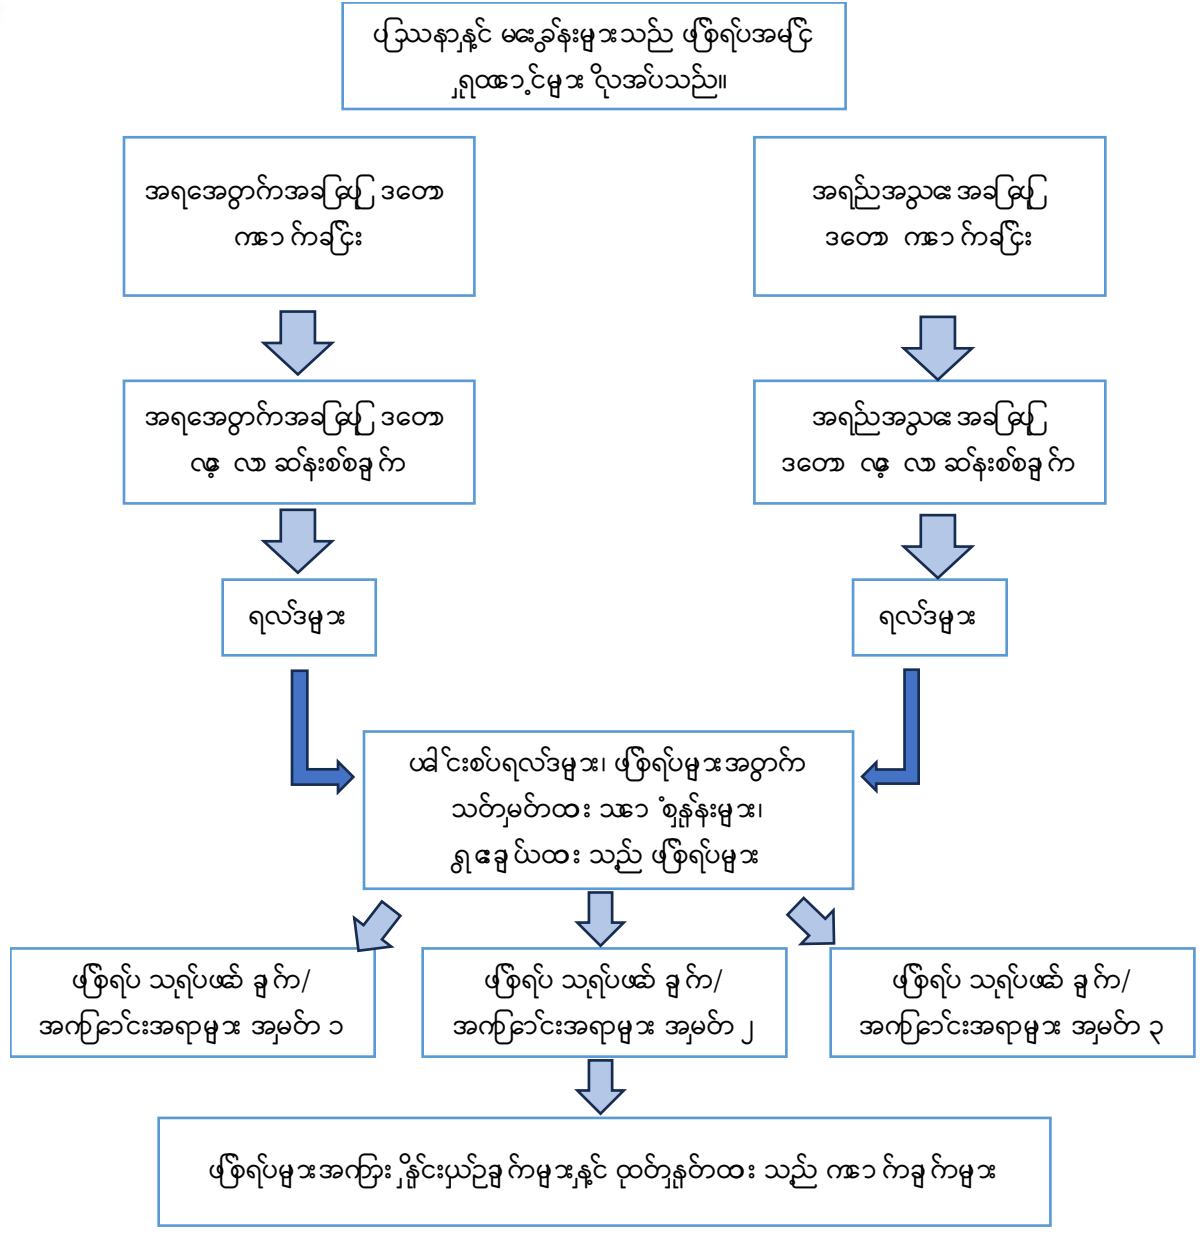 ပြဿနာနှင့် မေးခွန်းများသည် ဖြစ်ရပ်အမြင်
ရှုထောင့်များ လိုအပ်သည်။
အရေအတွက်အခြေပြု ဒေတာ
ကောက်ခြင်း
အရည်အသွေး အခြေပြု
ဒေတာ ကောက်ခြင်း
အရေအတွက်အခြေပြု ဒေတာ
လေ့လာ ဆန်းစစ်ချက်
အရည်အသွေး အခြေပြု
ဒေတာ လေ့လာ ဆန်းစစ်ချက်
ရလဒ်များ
ရလဒ်များ
ပေါင်းစပ်ရလဒ်များ၊ ဖြစ်ရပ်များအတွက်
သတ်မှတ်ထားသော စံနှုန်းများ၊
ရွေးချယ်ထားသည့် ဖြစ်ရပ်များ
ဖြစ်ရပ် သရုပ်ဖော်ချက်/
အကြောင်းအရာများ အမှတ် ၁
ဖြစ်ရပ် သရုပ်ဖော်ချက်/
အကြောင်းအရာများ အမှတ် ၂
ဖြစ်ရပ် သရုပ်ဖော်ချက်/
အကြောင်းအရာများ အမှတ် ၃
ဖြစ်ရပ်များအကြား နှိုင်းယှဉ်ချက်များနှင့် ထုတ်နှုတ်ထားသည့် ကောက်ချက်များ